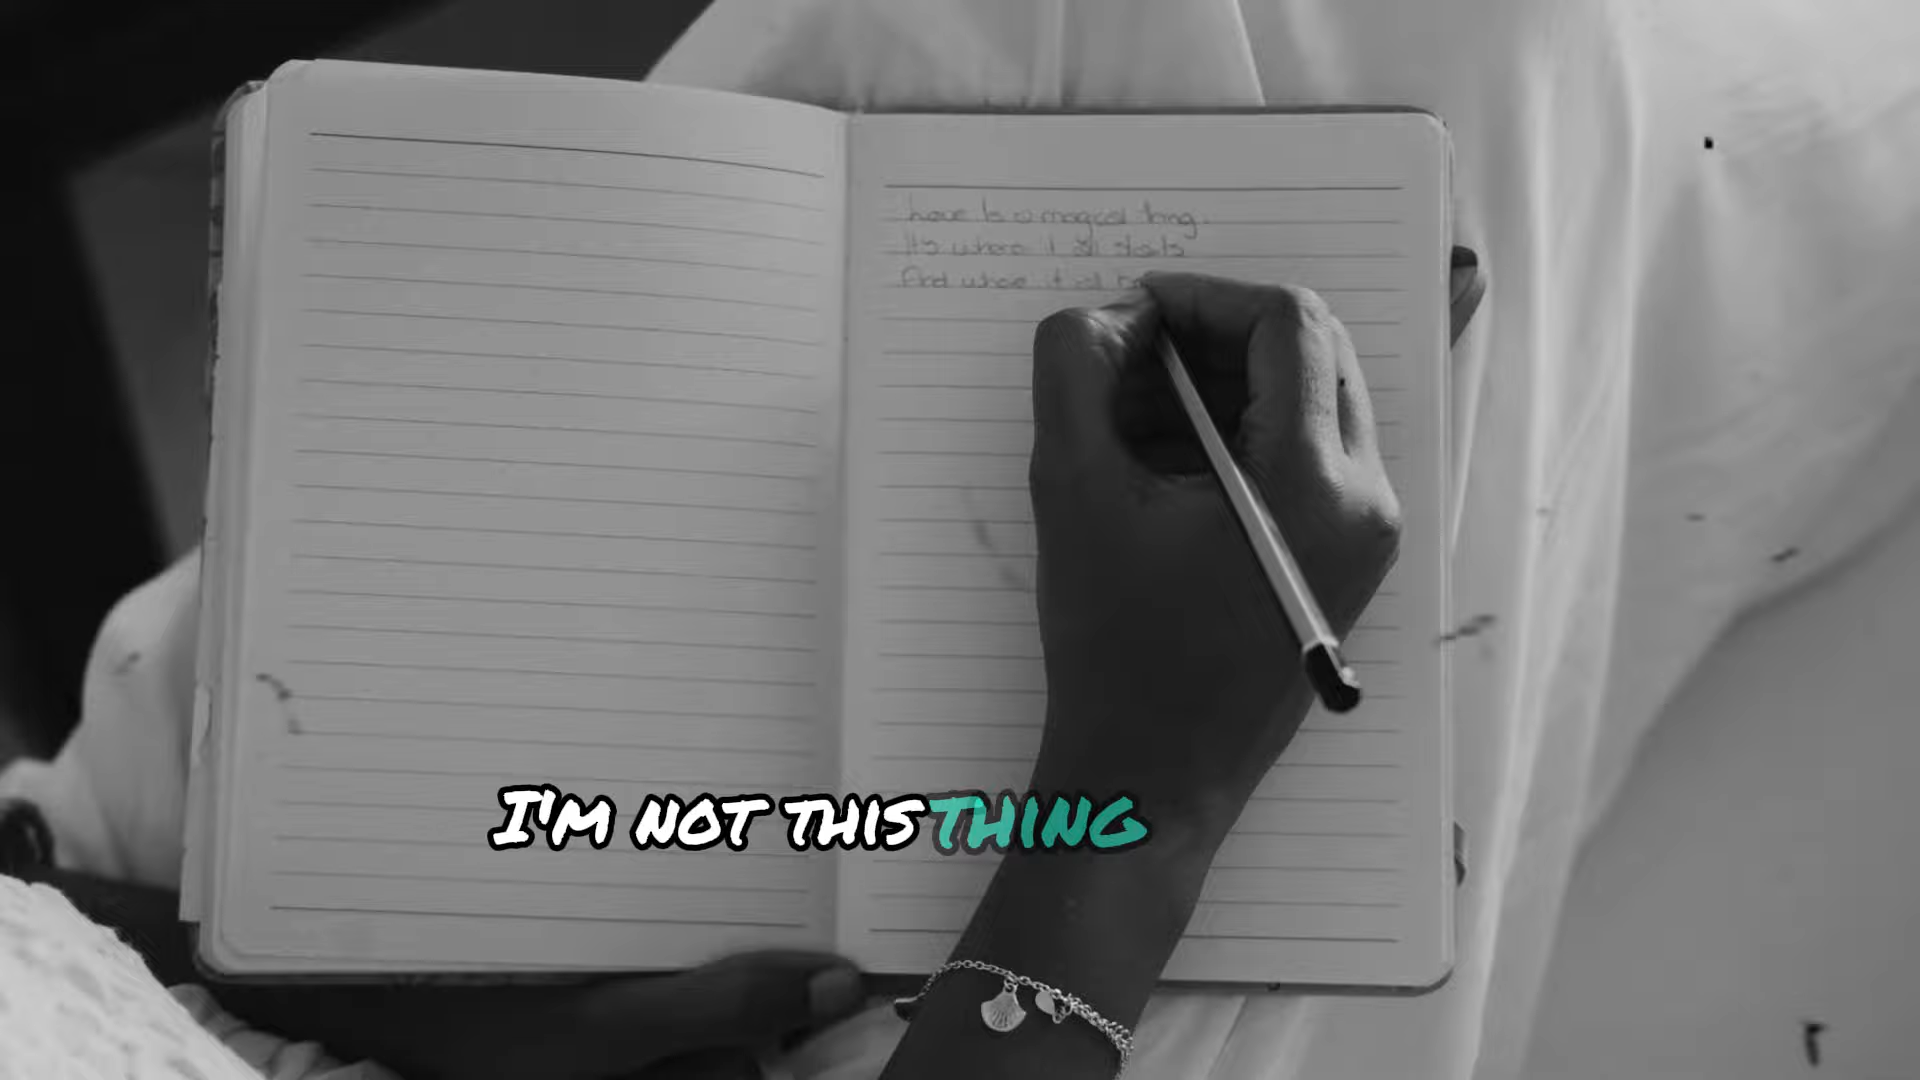 Love is a magical thing.
It's where it all starts
And where it all
I'M NOT THIS THING